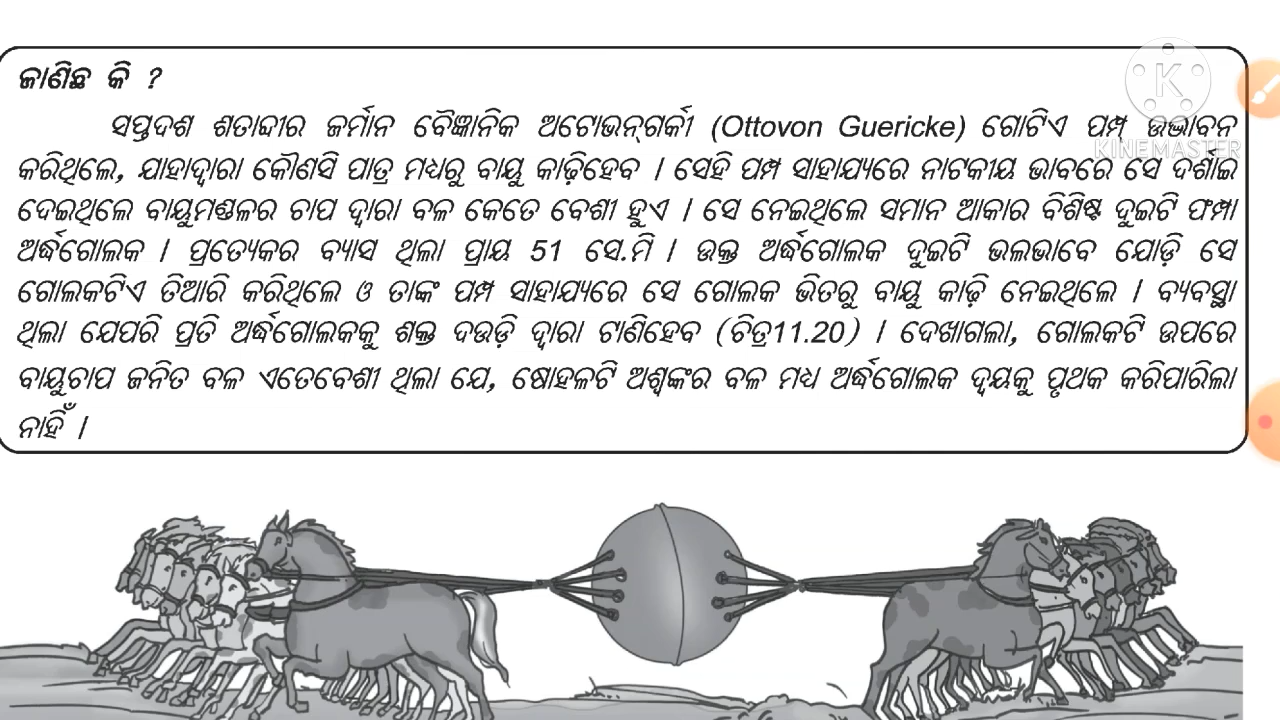 ଜାଣିଛ କି ?
K
ସପ୍ତଦଶ ଶତାବ୍ଦୀର ଜର୍ମାନ ବୈଜ୍ଞାନିକ ଅଟୋଭନ୍‌ଗର୍କୀ (Ottovon Guericke) ଗୋଟିଏ ପମ୍ପ୍ ଉଦ୍ଭାବନ
KINEMASTER
କରିଥିଲେ, ଯାହାଦ୍ୱାରା କୌଣସି ପାତ୍ର ମଧ୍ୟରୁ ବାୟୁ କାଢ଼ିହେବ । ସେହି ପମ୍ପ ସାହାଯ୍ୟରେ ନାଟକୀୟ ଭାବରେ ସେ ଦର୍ଶାଇ
ଦେଇଥିଲେ ବାୟୁମଣ୍ଡଳର ଚାପ ଦ୍ୱାରା ବଳ କେତେ ବେଶୀ ହୁଏ । ସେ ନେଇଥିଲେ ସମାନ ଆକାର ବିଶିଷ୍ଟ ଦୁଇଟି ଫମ୍ପା
ଅର୍ଦ୍ଧଗୋଲକ । ପ୍ରତ୍ୟେକର ବ୍ୟାସ ଥିଲା ପ୍ରାୟ 51 ସେ.ମି । ଉକ୍ତ ଅର୍ଦ୍ଧଗୋଲକ ଦୁଇଟି ଭଲଭାବେ ଯୋଡ଼ି ସେ
ଗୋଲକଟିଏ ତିଆରି କରିଥିଲେ ଓ ତାଙ୍କ ପମ୍ପ ସାହାଯ୍ୟରେ ସେ ଗୋଲକ ଭିତରୁ ବାୟୁ କାଢ଼ି ନେଇଥିଲେ । ବ୍ୟବସ୍ଥା
ଥିଲା ଯେପରି ପ୍ରତି ଅର୍ଦ୍ଧଗୋଲକକୁ ଶକ୍ତ ଦଉଡ଼ି ଦ୍ୱାରା ଟାଣିହେବ (ଚିତ୍ର11.20) । ଦେଖାଗଲା, ଗୋଲକଟି ଉପରେ
ବାୟୁଚାପ ଜନିତ ବଳ ଏତେବେଶୀ ଥିଲା ଯେ, ଷୋହଳଟି ଅଶ୍ୱଙ୍କର ବଳ ମଧ୍ୟ ଅର୍ଦ୍ଧଗୋଲକ ଦ୍ୱୟକୁ ପୃଥକ କରିପାରିଲା
ନାହିଁ ।